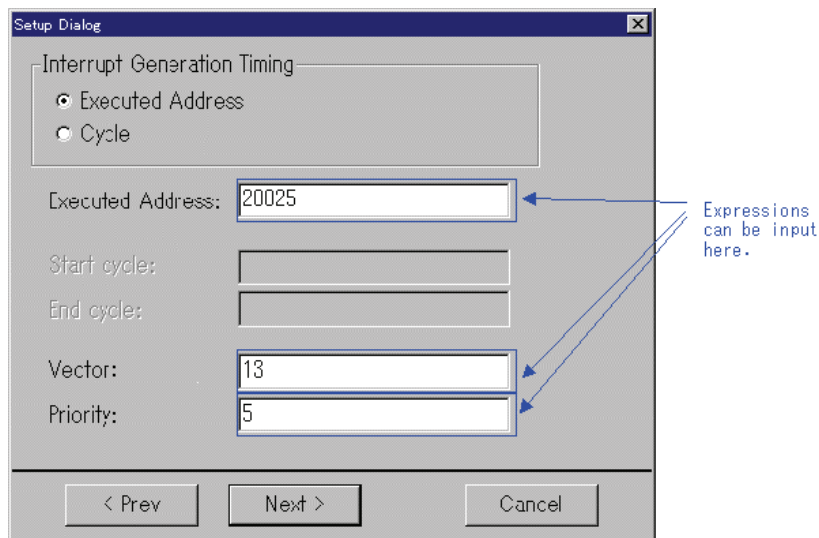 Setup Dialog
Interrupt Generation Timing
Executed Address
Cycle
Executed Address: 20025
Expressions
can be input
here.
Start cycle:
End cycle:
Vector: 13
Priority: 5
< Prev Next > Cancel